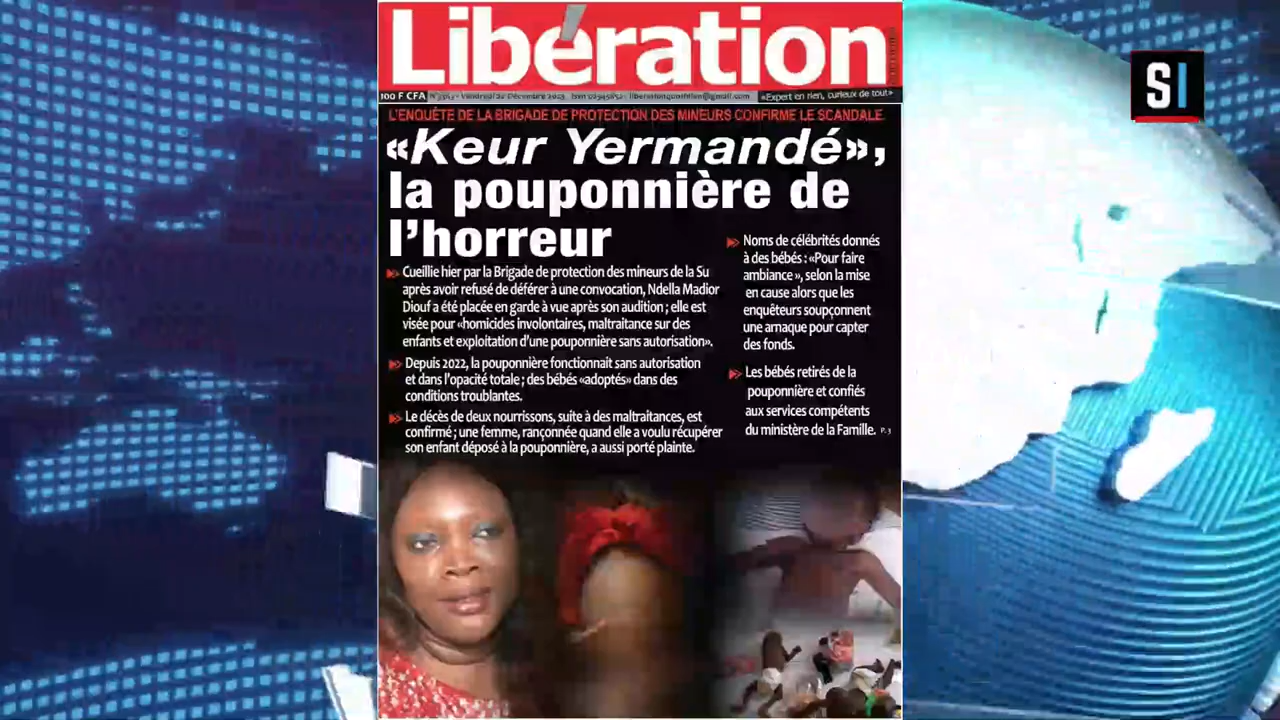 Libération
SI
100 F CFA
Vendredi 22 Décembre 2023
liberationquotidien@gmail.com
«Expert en rien, curieux de tout»
L'ENQUÊTE DE LA BRIGADE DE PROTECTION DES MINEURS CONFIRME LE SCANDALE
«Keur Yermandé»,
la pouponnière de
l'horreur
Cueillie hier par la Brigade de protection des mineurs de la Su
après avoir refusé de déférer à une convocation, Ndella Madior
Diouf a été placée en garde à vue après son audition ; elle est
visée pour «homicides involontaires, maltraitance sur des
enfants et exploitation d'une pouponnière sans autorisation».
Depuis 2022, la pouponnière fonctionnait sans autorisation
et dans l'opacité totale ; des bébés «adoptés» dans des
conditions troublantes.
Le décès de deux nourrissons, suite à des maltraitances, est
confirmé ; une femme, rançonnée quand elle a voulu récupérer
son enfant déposé à la pouponnière, a aussi porté plainte.
Noms de célébrités donnés
à des bébés : «Pour faire
ambiance», selon la mise
en cause alors que les
enquêteurs soupçonnent
une arnaque pour capter
des fonds.
Les bébés retirés de la
pouponnière et confiés
aux services compétents
du ministère de la Famille. P. 3